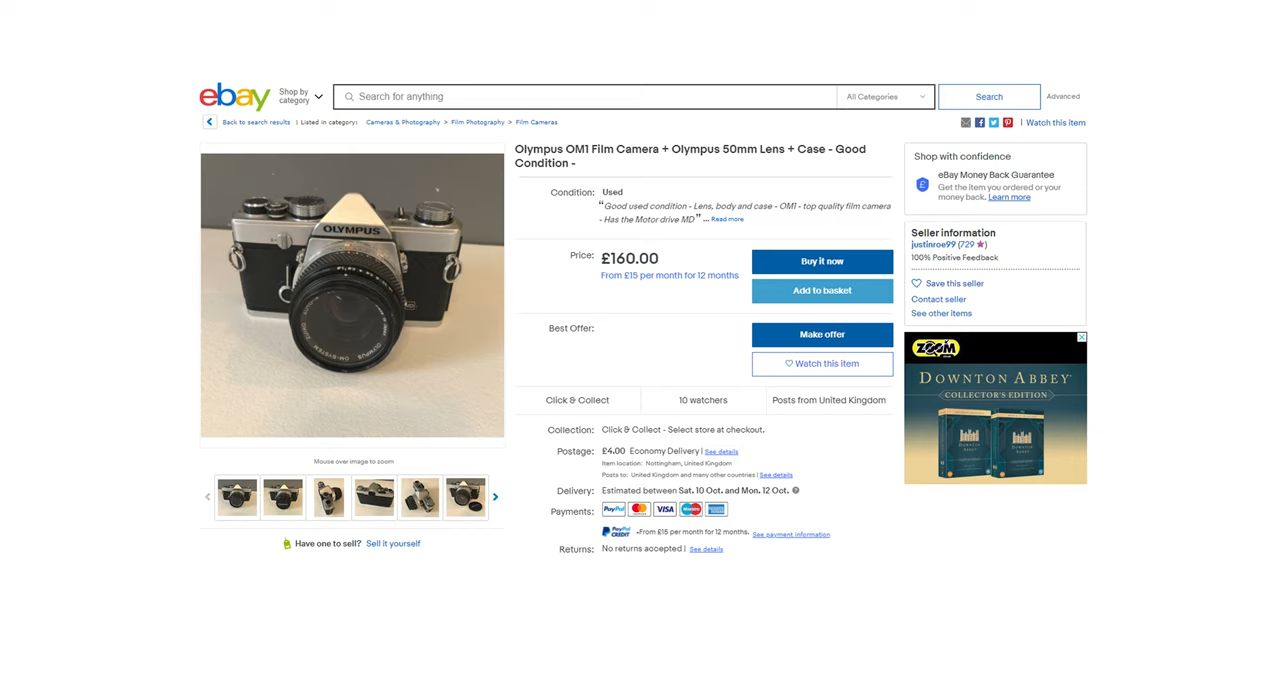 ebay
Shop by
category
Search for anything
All Categories
Search
Advanced
Back to search results
| Listed in category:
Cameras & Photography > Film Photography > Film Cameras
| Watch this item
OLYMPUS
Mouse over image to zoom
Have one to sell? Sell it yourself
Olympus OM1 Film Camera + Olympus 50mm Lens + Case - Good
Condition -
Condition: Used
“Good used condition - Lens, body and case - OM1 - top quality film camera
- Has the Motor drive MD” ... Read more
Price: £160.00
From £15 per month for 12 months
Buy it now
Add to basket
Best Offer:
Make offer
Watch this item
Click & Collect
10 watchers
Posts from United Kingdom
Collection: Click & Collect - Select store at checkout.
Postage: £4.00 Economy Delivery | See details
Item location: Nottingham, United Kingdom
Posts to: United Kingdom and many other countries | See details
Delivery: Estimated between Sat. 10 Oct. and Mon. 12 Oct.
Payments: PayPal VISA
PayPal CREDIT •From £15 per month for 12 months. See payment information
Returns: No returns accepted | See details
Shop with confidence
eBay Money Back Guarantee
Get the item you ordered or your
money back. Learn more
Seller information
justinroe99 (729 )
100% Positive Feedback
Save this seller
Contact seller
See other items
ZOOM
DOWNTON ABBEY
COLLECTOR'S EDITION